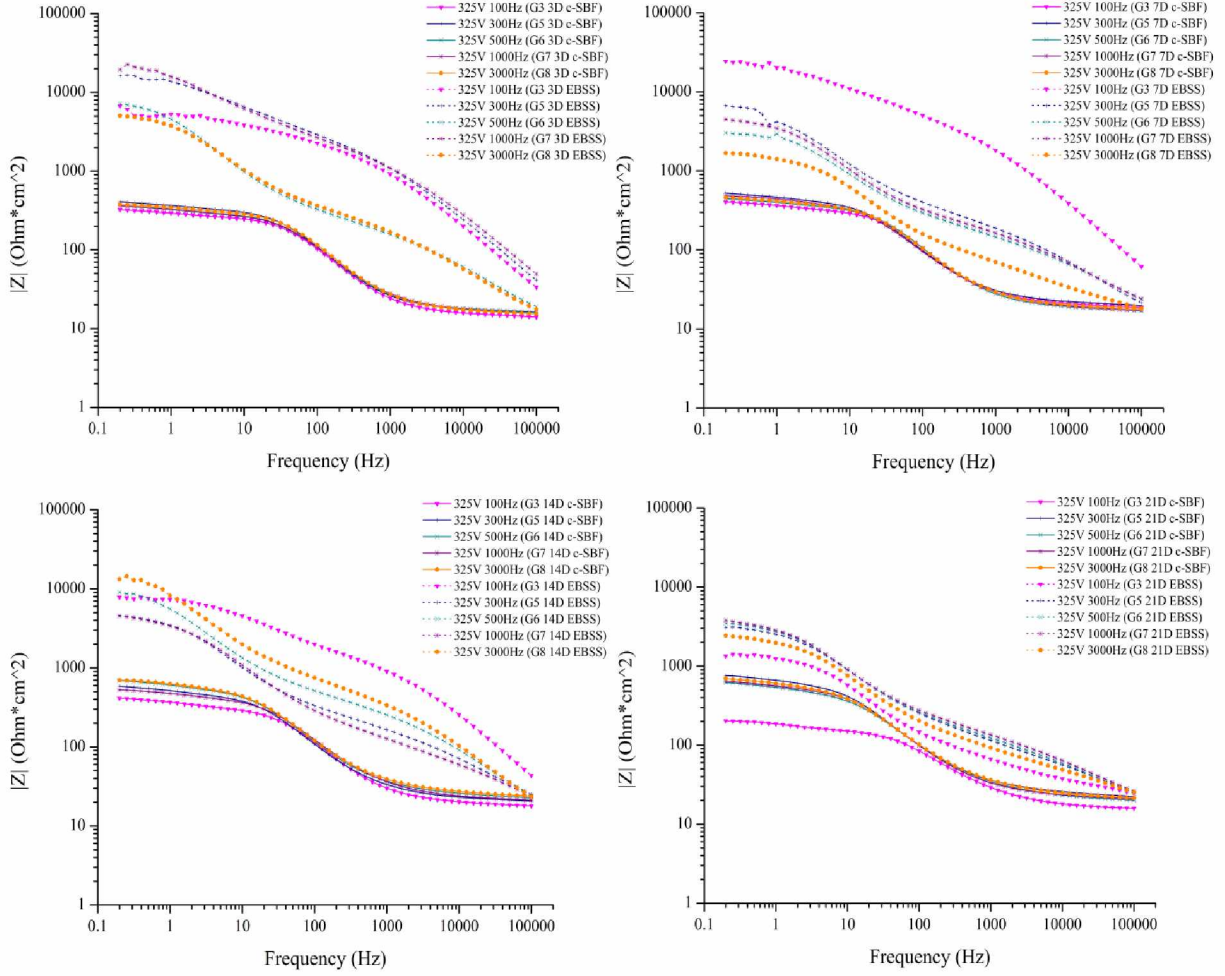 100000
10000
1000
100
10
1
0.1
1
10
100
1000
10000
100000
|Z| (Ohm*cm^2)
Frequency (Hz)
325V 100Hz (G3 3D c-SBF)
325V 300Hz (G5 3D c-SBF)
325V 500Hz (G6 3D c-SBF)
325V 1000Hz (G7 3D c-SBF)
325V 3000Hz (G8 3D c-SBF)
325V 100Hz (G3 3D EBSS)
325V 300Hz (G5 3D EBSS)
325V 500Hz (G6 3D EBSS)
325V 1000Hz (G7 3D EBSS)
325V 3000Hz (G8 3D EBSS)
100000
10000
1000
100
10
1
0.1
1
10
100
1000
10000
100000
|Z| (Ohm*cm^2)
Frequency (Hz)
325V 100Hz (G3 7D c-SBF)
325V 300Hz (G5 7D c-SBF)
325V 500Hz (G6 7D c-SBF)
325V 1000Hz (G7 7D c-SBF)
325V 3000Hz (G8 7D c-SBF)
325V 100Hz (G3 7D EBSS)
325V 300Hz (G5 7D EBSS)
325V 500Hz (G6 7D EBSS)
325V 1000Hz (G7 7D EBSS)
325V 3000Hz (G8 7D EBSS)
100000
10000
1000
100
10
1
0.1
1
10
100
1000
10000
100000
|Z| (Ohm*cm^2)
Frequency (Hz)
325V 100Hz (G3 14D c-SBF)
325V 300Hz (G5 14D c-SBF)
325V 500Hz (G6 14D c-SBF)
325V 1000Hz (G7 14D c-SBF)
325V 3000Hz (G8 14D c-SBF)
325V 100Hz (G3 14D EBSS)
325V 300Hz (G5 14D EBSS)
325V 500Hz (G6 14D EBSS)
325V 1000Hz (G7 14D EBSS)
325V 3000Hz (G8 14D EBSS)
100000
10000
1000
100
10
1
0.1
1
10
100
1000
10000
100000
|Z| (Ohm*cm^2)
Frequency (Hz)
325V 100Hz (G3 21D c-SBF)
325V 300Hz (G5 21D c-SBF)
325V 500Hz (G6 21D c-SBF)
325V 1000Hz (G7 21D c-SBF)
325V 3000Hz (G8 21D c-SBF)
325V 100Hz (G3 21D EBSS)
325V 300Hz (G5 21D EBSS)
325V 500Hz (G6 21D EBSS)
325V 1000Hz (G7 21D EBSS)
325V 3000Hz (G8 21D EBSS)